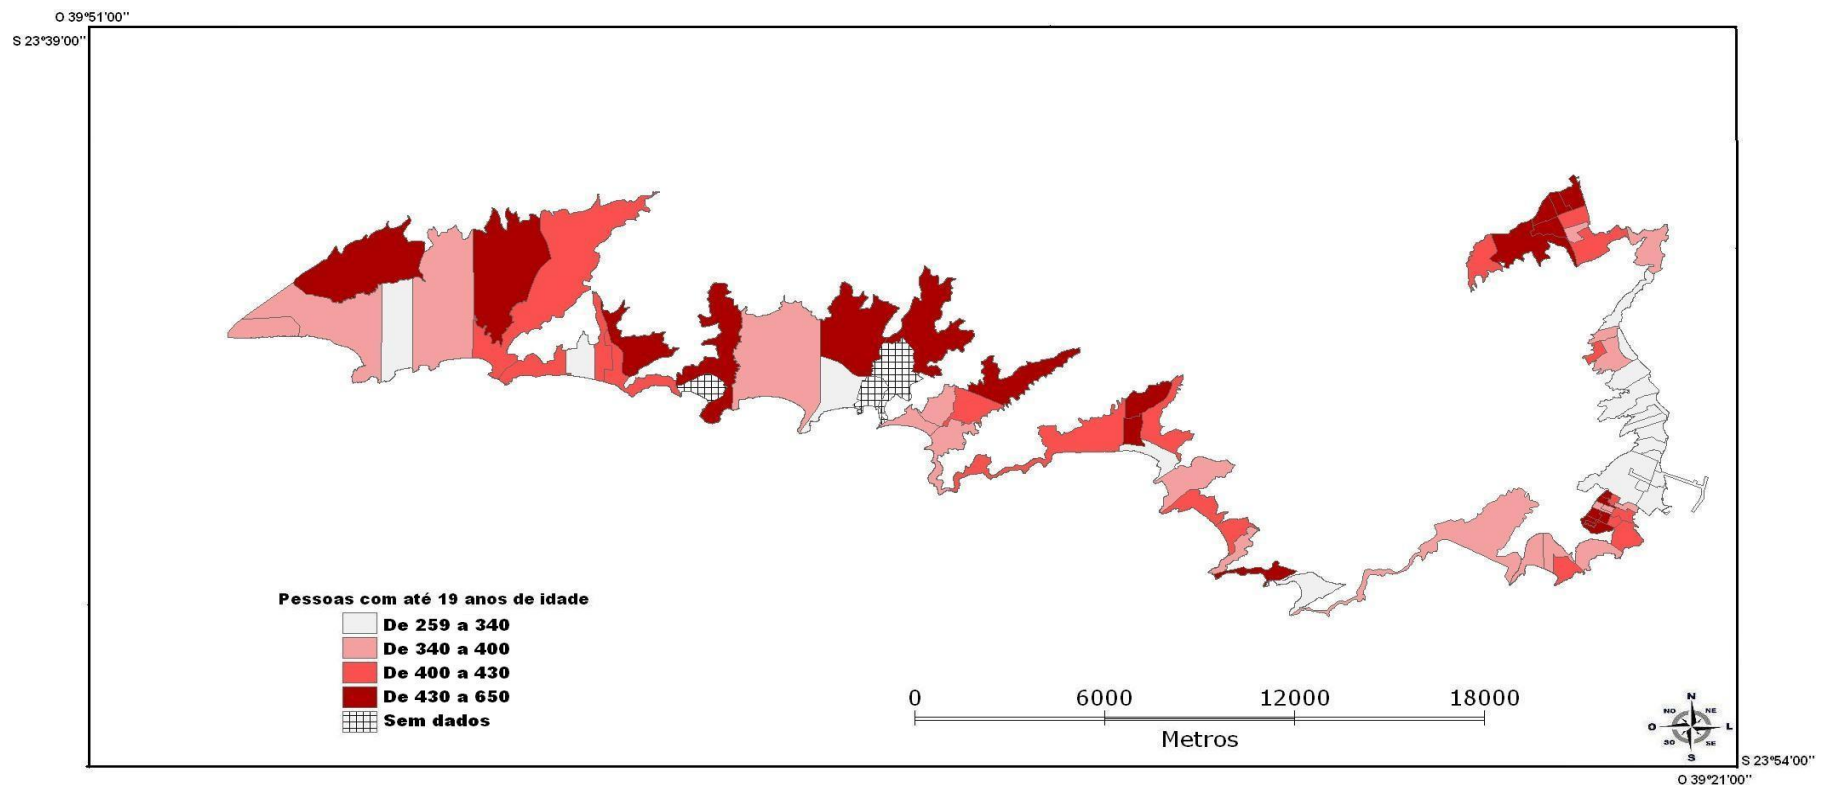 O 39°51'00''
S 23°39'00''
Pessoas com até 19 anos de idade
De 259 a 340
De 340 a 400
De 400 a 430
De 430 a 650
Sem dados
0 6000 12000 18000
Metros
N
NO NE
O L
SO SE
S
S 23°54'00''
O 39°21'00''